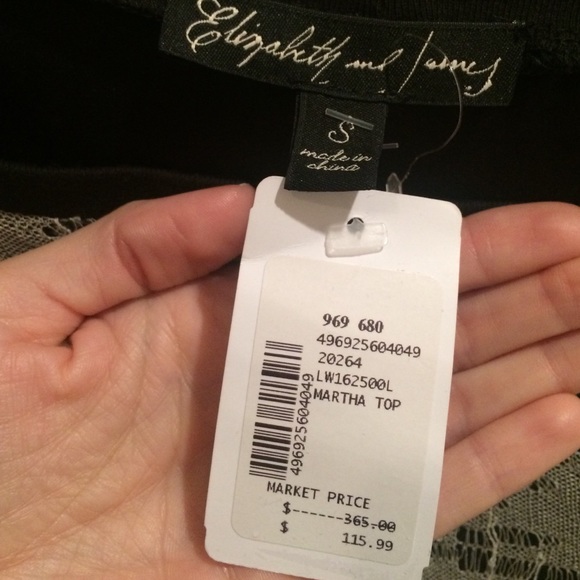 Elizabeth and James
S
made in
china
969 680
496925604049
20264
LW162500L
MARTHA TOP
496925604049
MARKET PRICE
$------365.00
$ 115.99